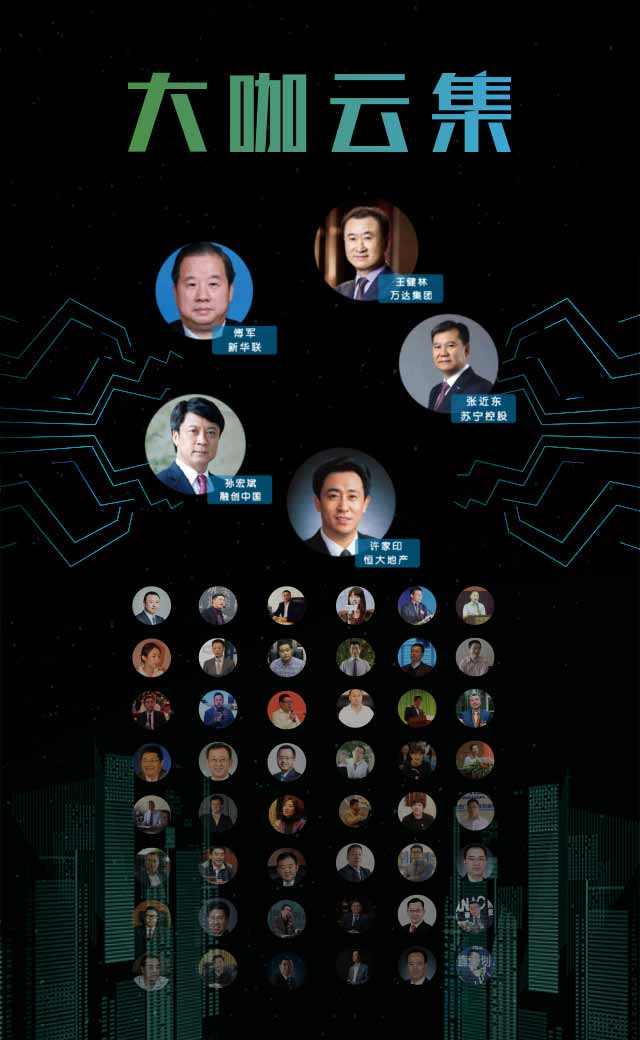 大咖云集
王健林
万达集团
傅军
新华联
张近东
苏宁控股
孙宏斌
融创中国
许家印
恒大地产